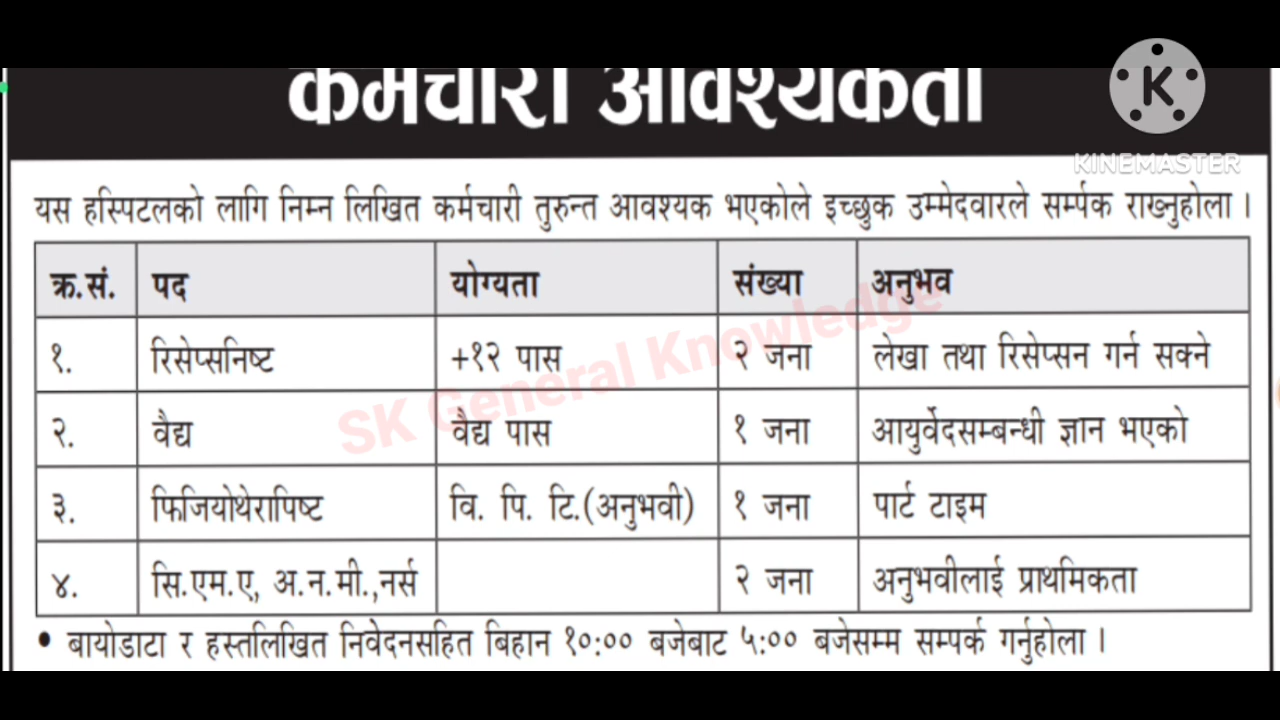 कर्मचारी आवश्यकता
KINEMASTER
यस हस्पिटलको लागि निम्न लिखित कर्मचारी तुरुन्त आवश्यक भएकोले इच्छुक उम्मेदवारले सर्म्पक राख्नुहोला ।
क्र.सं. पद योग्यता संख्या अनुभव
१. रिसेप्सनिष्ट +१२ पास २ जना लेखा तथा रिसेप्सन गर्न सक्ने
२. वैद्य वैद्य पास १ जना आयुर्वेदसम्बन्धी ज्ञान भएको
३. फिजियोथेरापिष्ट वि. पि. टि.(अनुभवी) १ जना पार्ट टाइम
४. सि.एम.ए, अ.न.मी.,नर्स २ जना अनुभवीलाई प्राथमिकता
• बायोडाटा र हस्तलिखित निवेदनसहित बिहान १०:०० बजेबाट ५:०० बजेसम्म सम्पर्क गर्नुहोला ।
SK General Knowledge